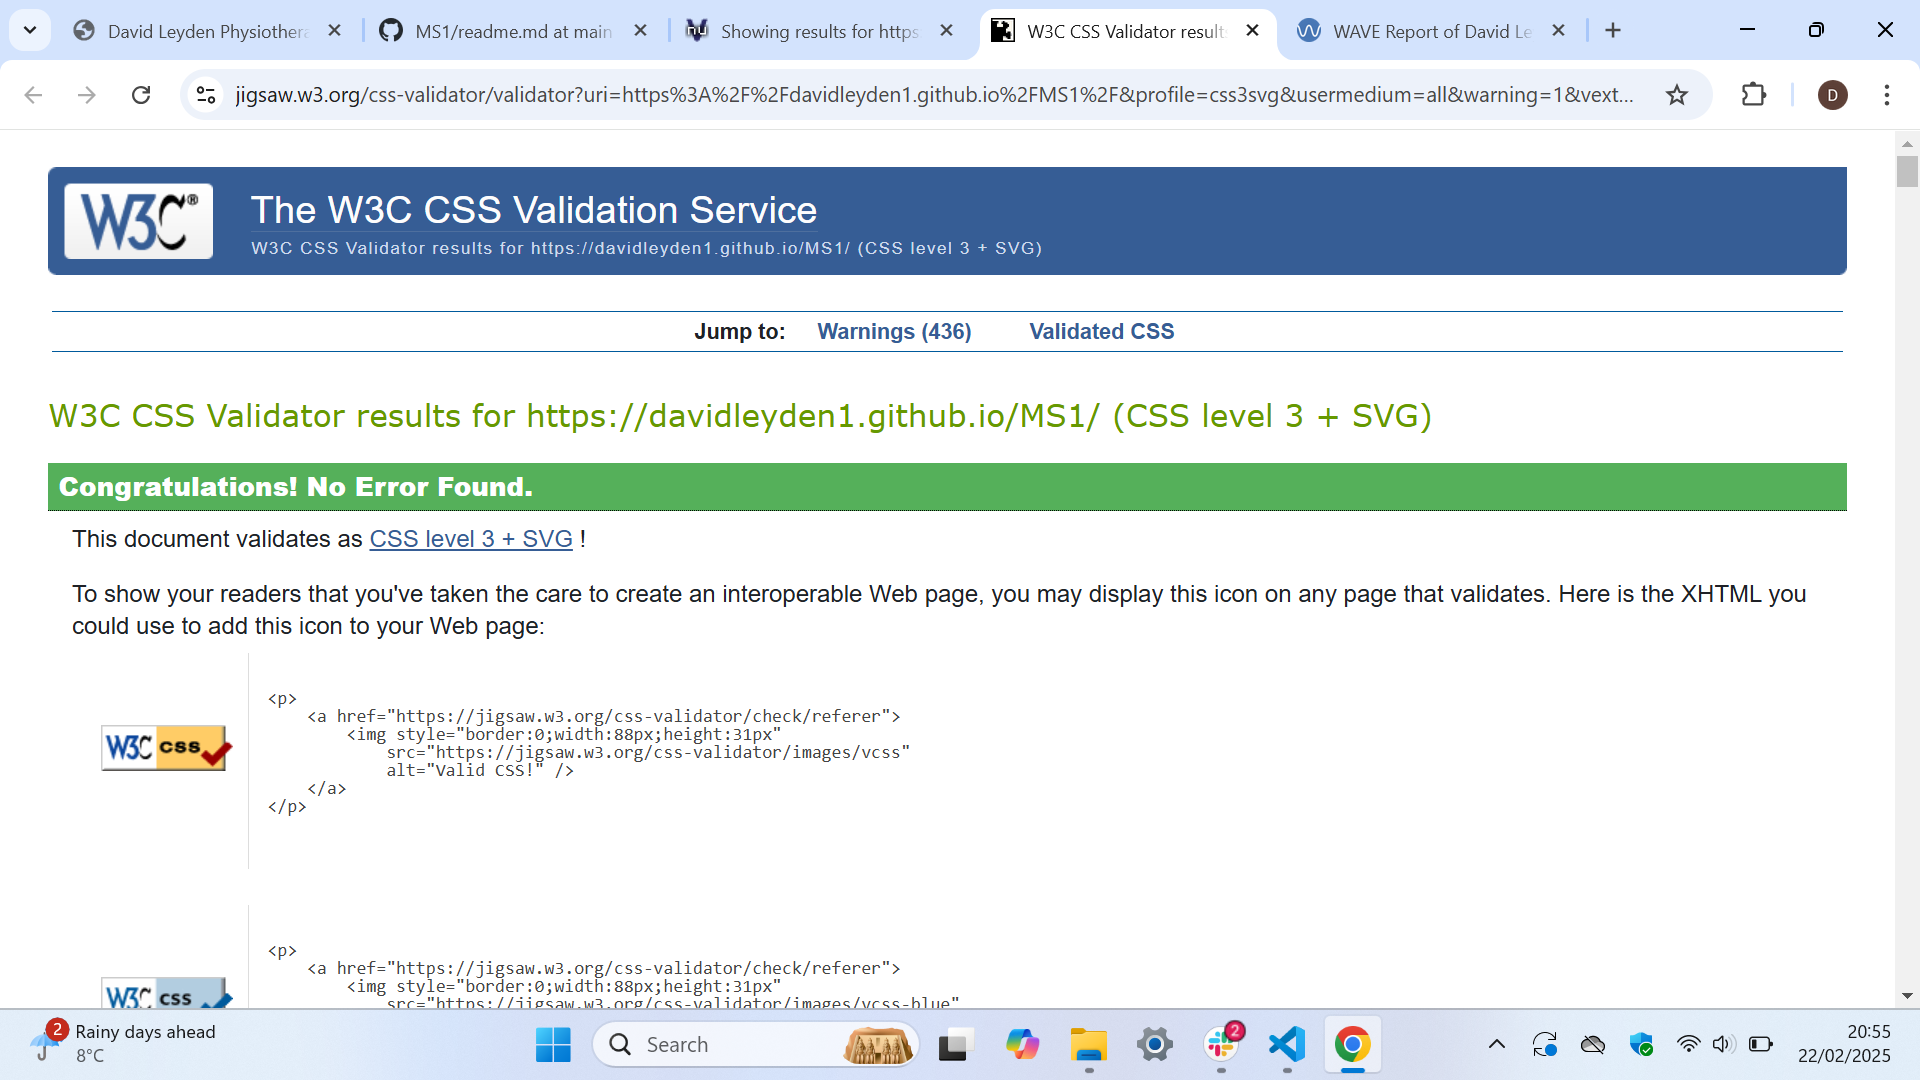 David Leyden Physiothera
MS1/readme.md at main
Showing results for https
W3C CSS Validator result
WAVE Report of David Le
jigsaw.w3.org/css-validator/validator?uri=https%3A%2F%2Fdavidleyden1.github.io%2FMS1%2F&profile=css3svg&usermedium=all&warning=1&vext...
D
W3C®
The W3C CSS Validation Service
W3C CSS Validator results for https://davidleyden1.github.io/MS1/ (CSS level 3 + SVG)
Jump to: Warnings (436) Validated CSS
W3C CSS Validator results for https://davidleyden1.github.io/MS1/ (CSS level 3 + SVG)
Congratulations! No Error Found.
This document validates as CSS level 3 + SVG !
To show your readers that you've taken the care to create an interoperable Web page, you may display this icon on any page that validates. Here is the XHTML you
could use to add this icon to your Web page:
W3C css
<p>
<a href="https://jigsaw.w3.org/css-validator/check/referer">
<img style="border:0;width:88px;height:31px"
src="https://jigsaw.w3.org/css-validator/images/vcss"
alt="Valid CSS!" />
</a>
</p>
W3C css
<p>
<a href="https://jigsaw.w3.org/css-validator/check/referer">
<img style="border:0;width:88px;height:31px"
src="https://jigsaw.w3.org/css-validator/images/vcss-blue"
2
Rainy days ahead
8°C
Search
2
20:55
22/02/2025